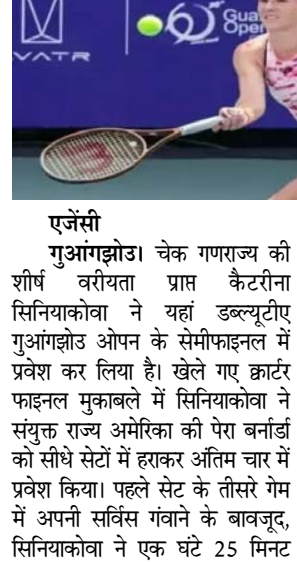 VATR
Gua
Open
W
एजेंसी
गुआंगझोउ। चेक गणराज्य की
शीर्ष वरीयता प्राप्त कैटरीना
सिनियाकोवा ने यहां डब्ल्यूटीए
गुआंगझोउ ओपन के सेमीफाइनल में
प्रवेश कर लिया है। खेले गए क्वार्टर
फाइनल मुकाबले में सिनियाकोवा ने
संयुक्त राज्य अमेरिका की पेरा बर्नार्डा
को सीधे सेटों में हराकर अंतिम चार में
प्रवेश किया। पहले सेट के तीसरे गेम
में अपनी सर्विस गंवाने के बावजूद,
सिनियाकोवा ने एक घंटे 25 मिनट